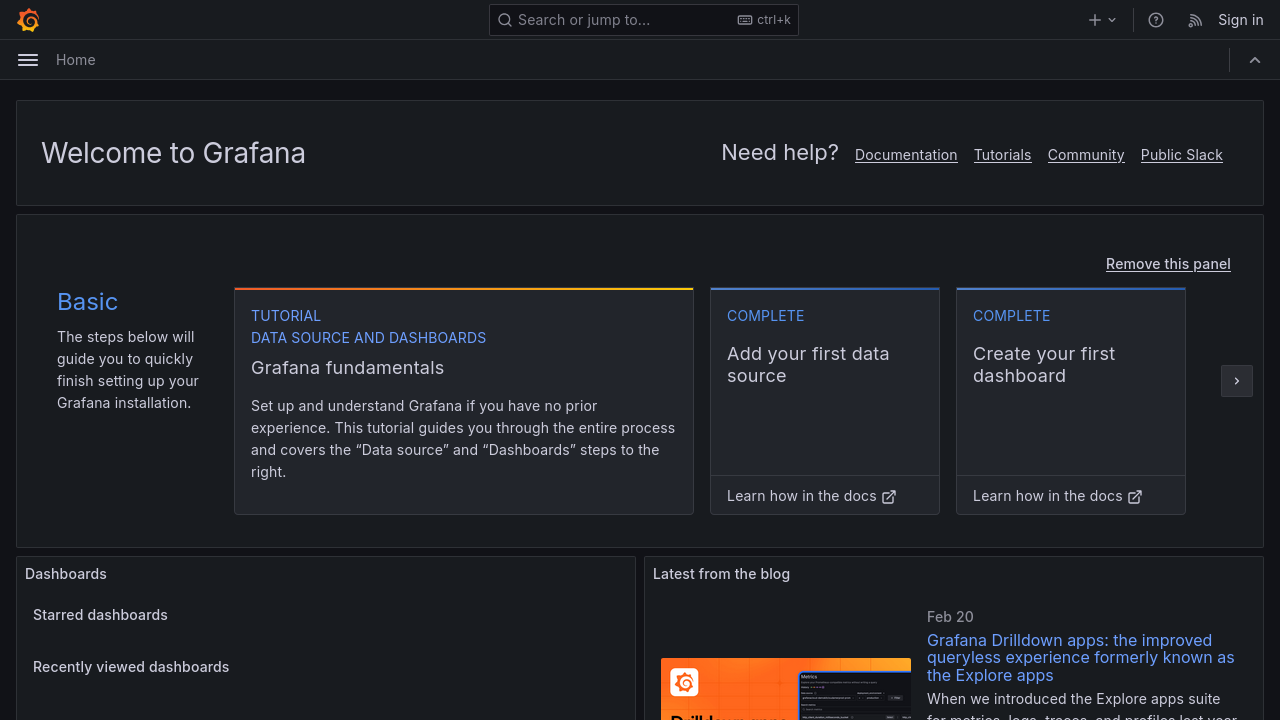 Search or jump to...
ctrl+k
Sign in
Home
Welcome to Grafana
Need help?
Documentation
Tutorials
Community
Public Slack
Remove this panel
Basic
The steps below will
guide you to quickly
finish setting up your
Grafana installation.
TUTORIAL
DATA SOURCE AND DASHBOARDS
Grafana fundamentals
Set up and understand Grafana if you have no prior
experience. This tutorial guides you through the entire process
and covers the “Data source” and “Dashboards” steps to the
right.
COMPLETE
Add your first data
source
Learn how in the docs
COMPLETE
Create your first
dashboard
Learn how in the docs
Dashboards
Starred dashboards
Recently viewed dashboards
Latest from the blog
Metrics
Feb 20
Grafana Drilldown apps: the improved
queryless experience formerly known as
the Explore apps
When we introduced the Explore apps suite